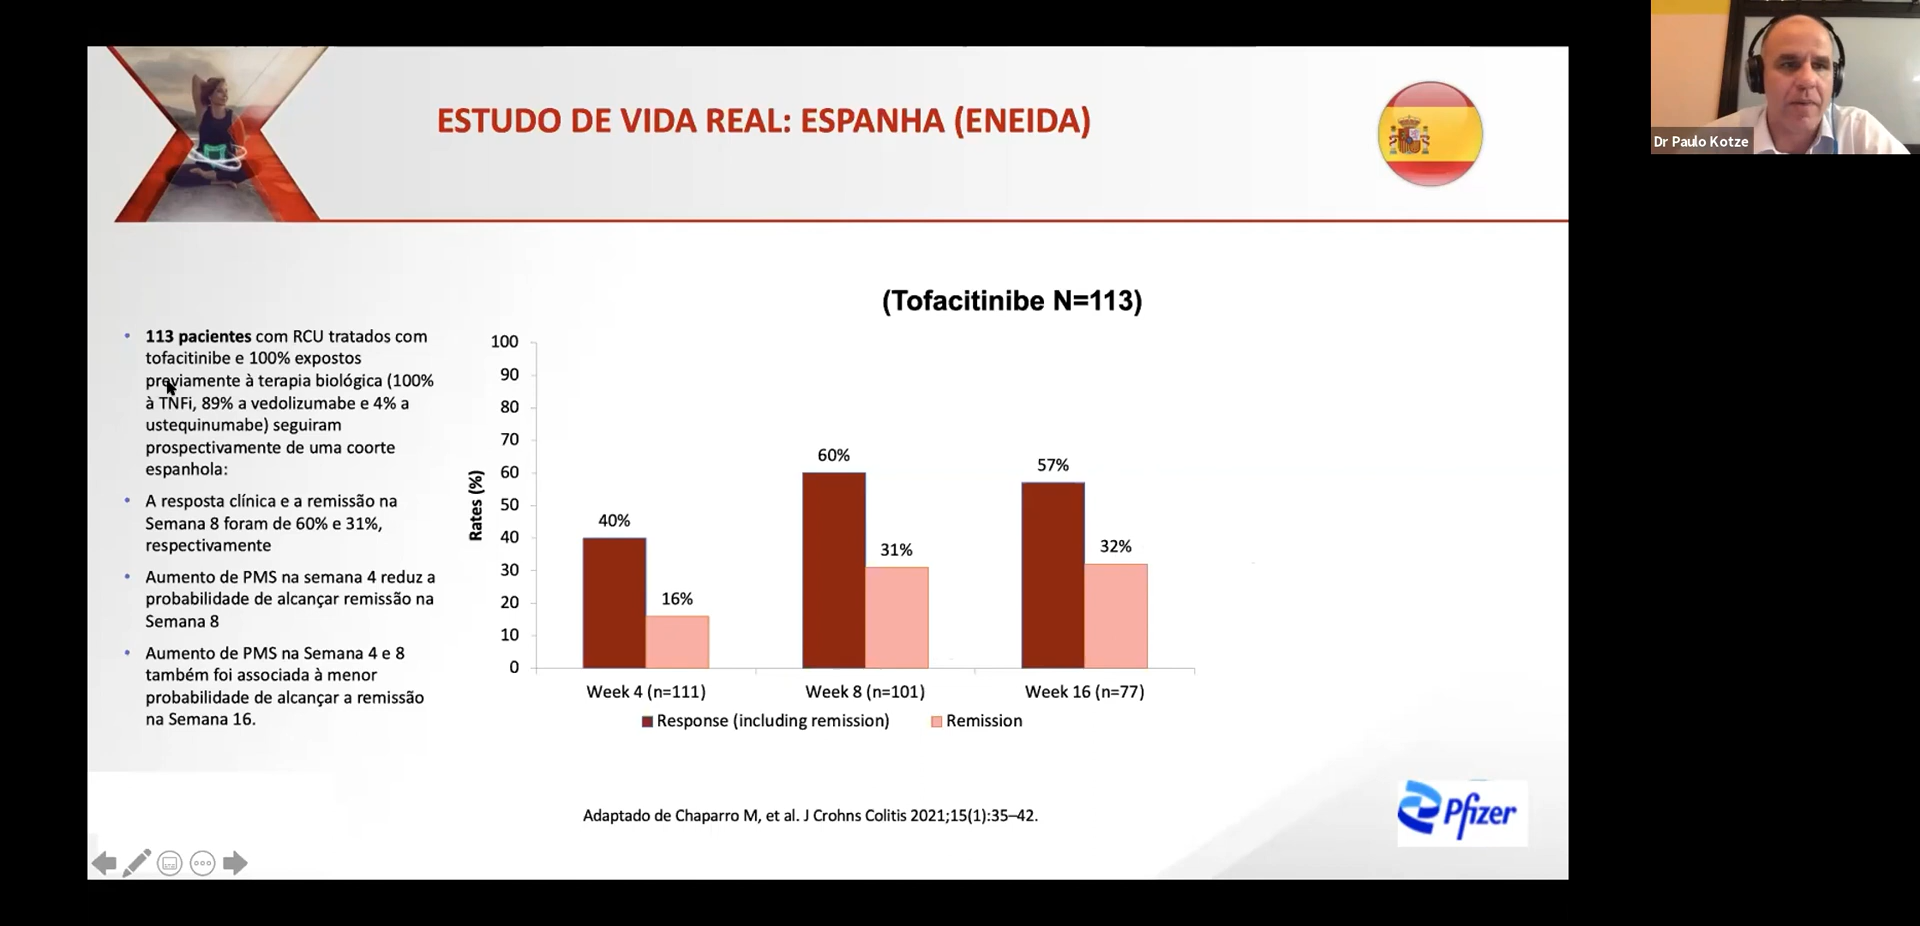 ESTUDO DE VIDA REAL: ESPANHA (ENEIDA)
Dr Paulo Kotze
• 113 pacientes com RCU tratados com
tofacitinibe e 100% expostos
previamente à terapia biológica (100%
à TNFi, 89% a vedolizumabe e 4% a
ustequinumabe) seguiram
prospectivamente de uma coorte
espanhola:
• A resposta clínica e a remissão na
Semana 8 foram de 60% e 31%,
respectivamente
• Aumento de PMS na semana 4 reduz a
probabilidade de alcançar remissão na
Semana 8
• Aumento de PMS na Semana 4 e 8
também foi associada à menor
probabilidade de alcançar a remissão
na Semana 16.
(Tofacitinibe N=113)
Rates (%)
100
90
80
70
60
50
40
30
20
10
0
40%
16%
60%
31%
57%
32%
Week 4 (n=111)
Week 8 (n=101)
Week 16 (n=77)
Response (including remission)
Remission
Adaptado de Chaparro M, et al. J Crohns Colitis 2021;15(1):35–42.
Pfizer